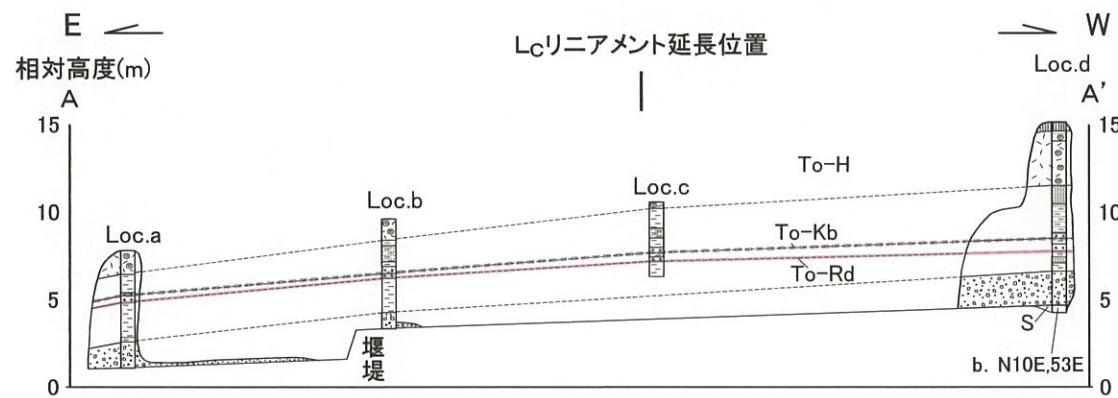 E
W
LCリニアメント延長位置
相対高度(m)
Loc.d
A
A'
15
15
To-H
Loc.c
Loc.b
10
10
Loc.a
To-Kb
To-Rd
5
5
S
堰堤
b. N10E,53E
0
0